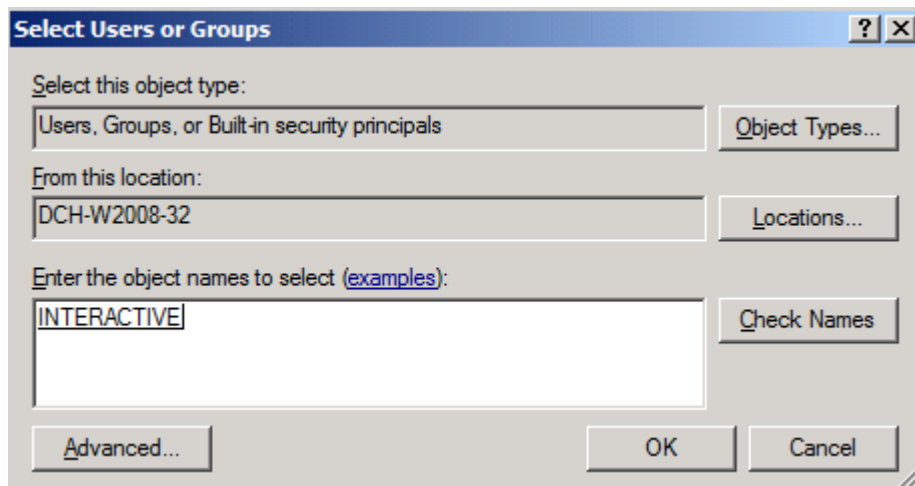 Select Users or Groups
Select this object type:
Users, Groups, or Built-in security principals
Object Types...
From this location:
DCH-W2008-32
Locations...
Enter the object names to select (examples):
INTERACTIVE
Check Names
Advanced...
OK
Cancel